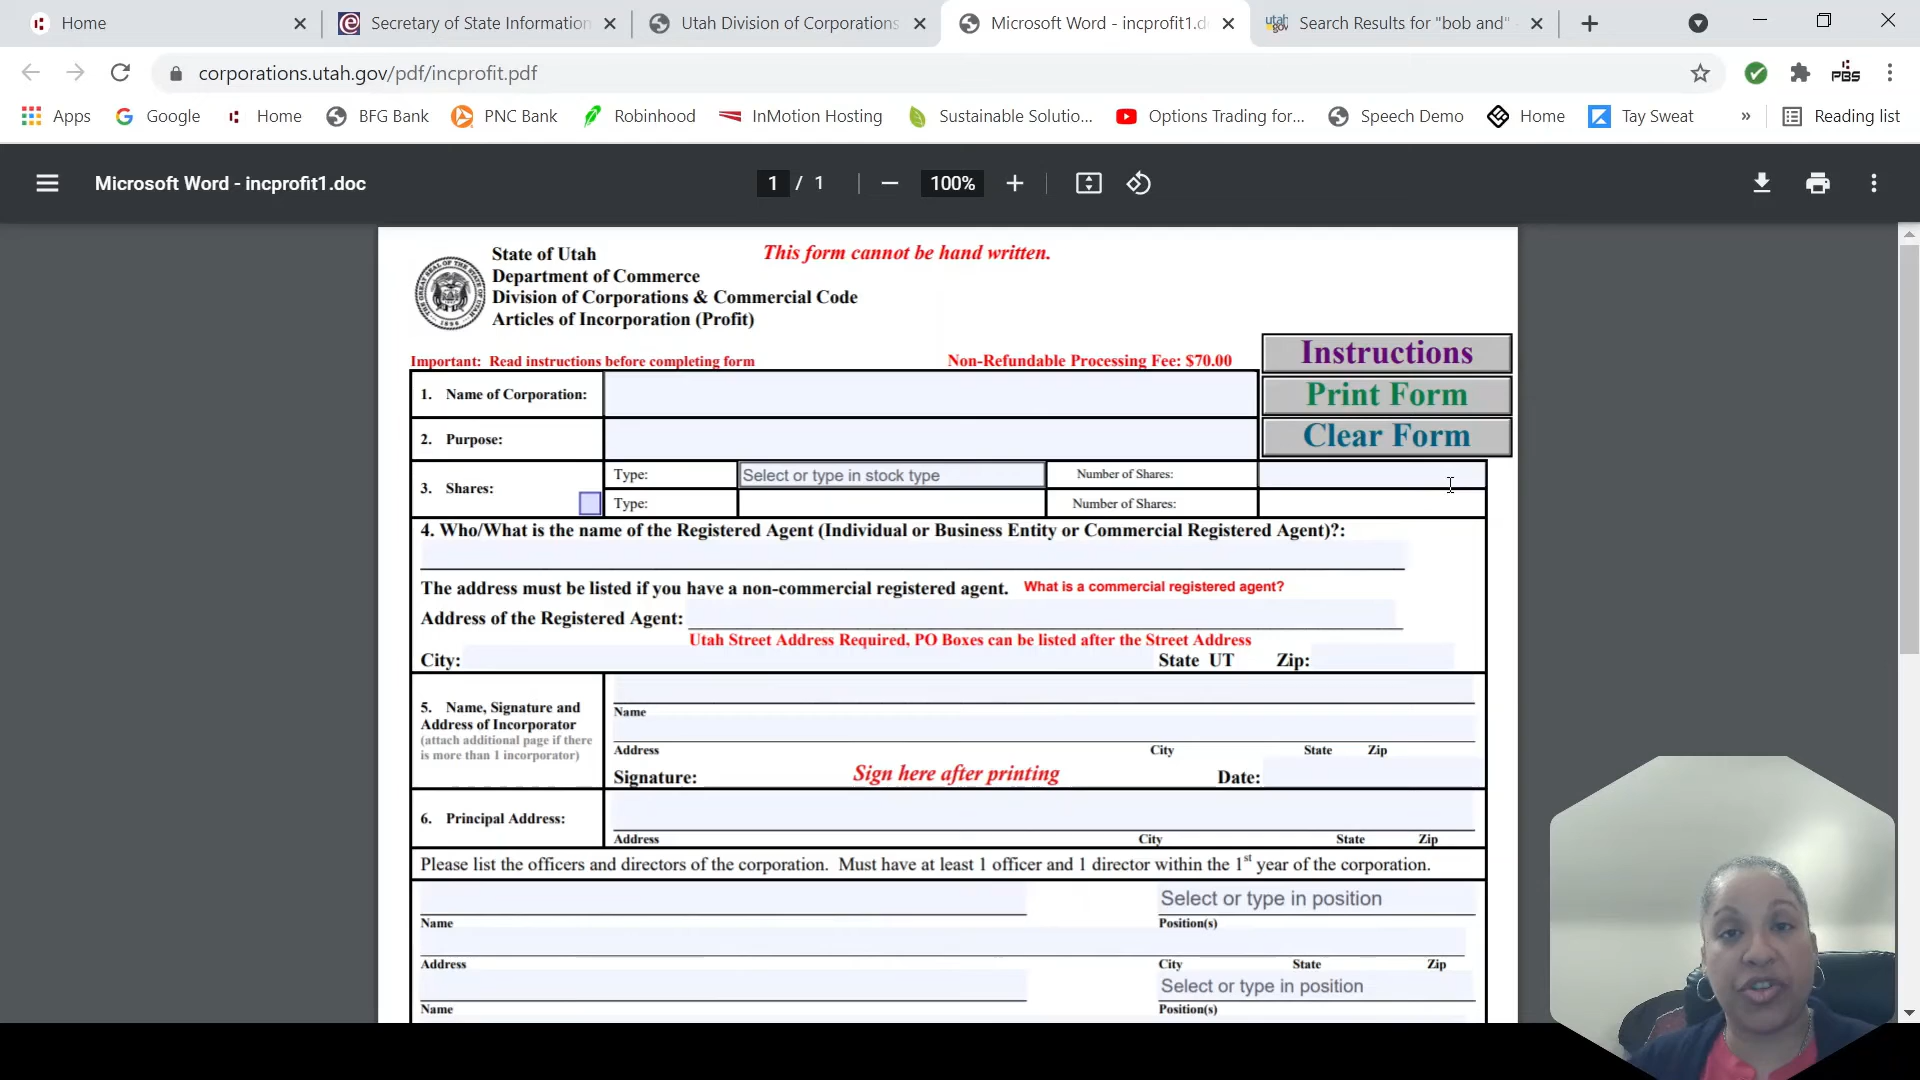 Home
Secretary of State Information
Utah Division of Corporations
Microsoft Word - incprofit1.d
Search Results for "bob and"
corporations.utah.gov/pdf/incprofit.pdf
PBS
Apps
Google
Home
BFG Bank
PNC Bank
Robinhood
InMotion Hosting
Sustainable Solutio...
Options Trading for...
Speech Demo
Home
Tay Sweat
»
Reading list
Microsoft Word - incprofit1.doc
1 / 1
100%
State of Utah
Department of Commerce
Division of Corporations & Commercial Code
Articles of Incorporation (Profit)
This form cannot be hand written.
Important: Read instructions before completing form
Non-Refundable Processing Fee: $70.00
Instructions
Print Form
Clear Form
1. Name of Corporation:
2. Purpose:
3. Shares:
Type: Select or type in stock type Number of Shares:
Type: Number of Shares:
4. Who/What is the name of the Registered Agent (Individual or Business Entity or Commercial Registered Agent)?:
The address must be listed if you have a non-commercial registered agent. What is a commercial registered agent?
Address of the Registered Agent:
Utah Street Address Required, PO Boxes can be listed after the Street Address
City: State UT Zip:
5. Name, Signature and
Address of Incorporator
(attach additional page if there
is more than 1 incorporator)
Name
Address City State Zip
Signature: Sign here after printing Date:
6. Principal Address:
Address City State Zip
Please list the officers and directors of the corporation. Must have at least 1 officer and 1 director within the 1st year of the corporation.
Select or type in position
Name Position(s)
Address City State Zip
Select or type in position
Name Position(s)